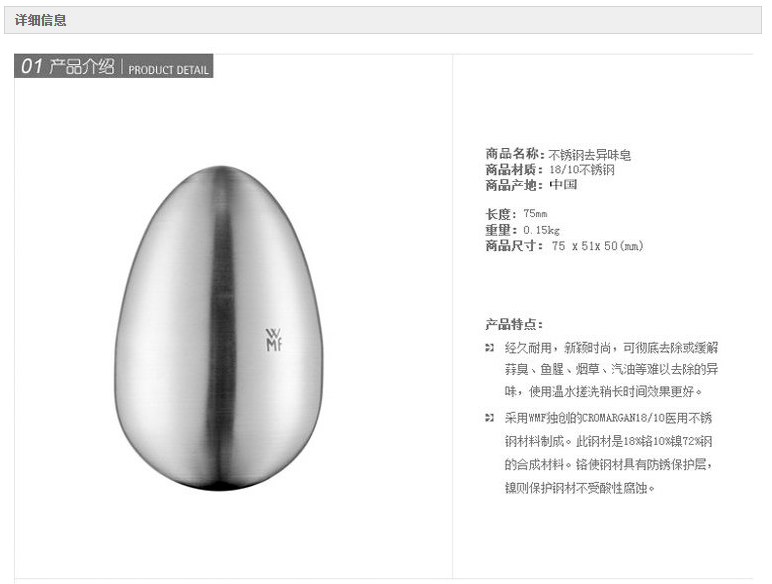 详细信息
01 产品介绍 | PRODUCT DETAIL
商品名称：不锈钢去异味皂
商品材质：18/10不锈钢
商品产地：中国
长度：75mm
重量：0.15kg
商品尺寸： 75 x 51x 50(mm)
WMF
产品特点：
经久耐用，新颖时尚，可彻底去除或缓解
蒜臭、鱼腥、烟草、汽油等难以去除的异
味，使用温水搓洗稍长时间效果更好。
采用WMF独创的CROMARGAN18/10医用不锈
钢材料制成。此钢材是18%铬10%镍72%钢
的合成材料。铬使钢材具有防锈保护层，
镍则保护钢材不受酸性腐蚀。